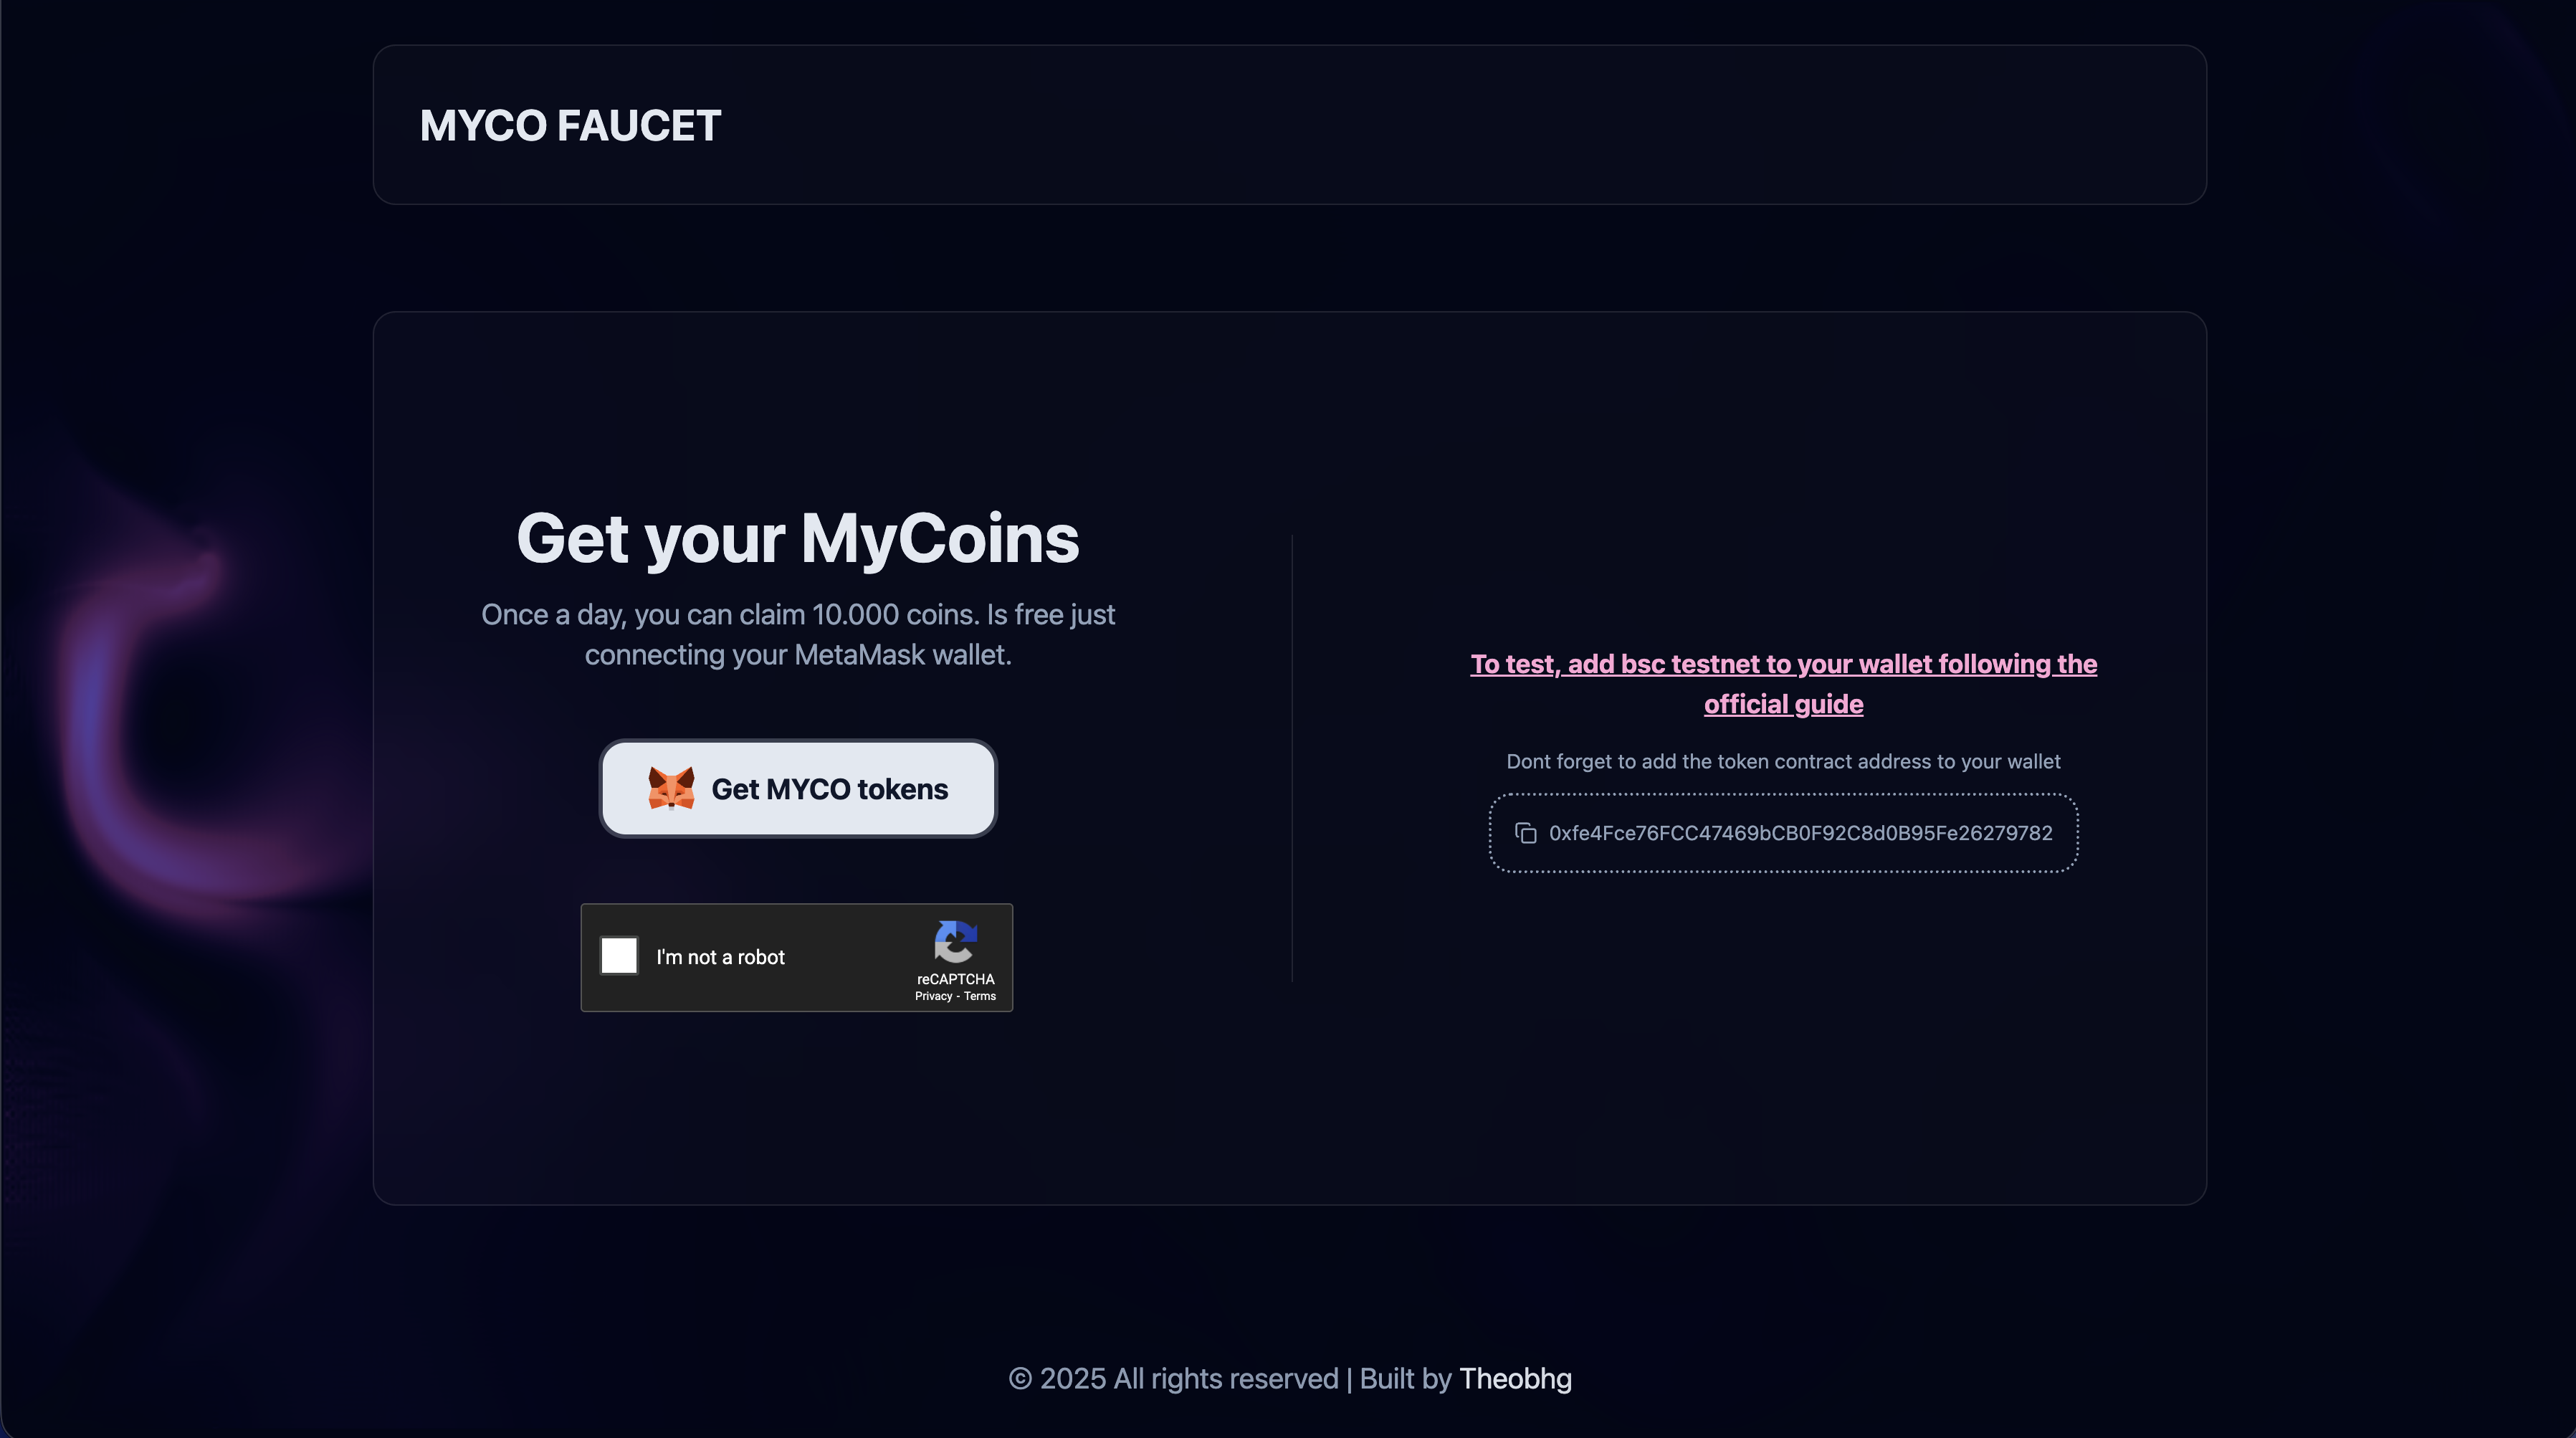 MYCO FAUCET
Get your MyCoins
Once a day, you can claim 10.000 coins. Is free just
connecting your MetaMask wallet.
Get MYCO tokens
I'm not a robot
reCAPTCHA
Privacy - Terms
To test, add bsc testnet to your wallet following the
official guide
Dont forget to add the token contract address to your wallet
0xfe4Fce76FCC47469bCB0F92C8d0B95Fe26279782
© 2025 All rights reserved | Built by Theobhg